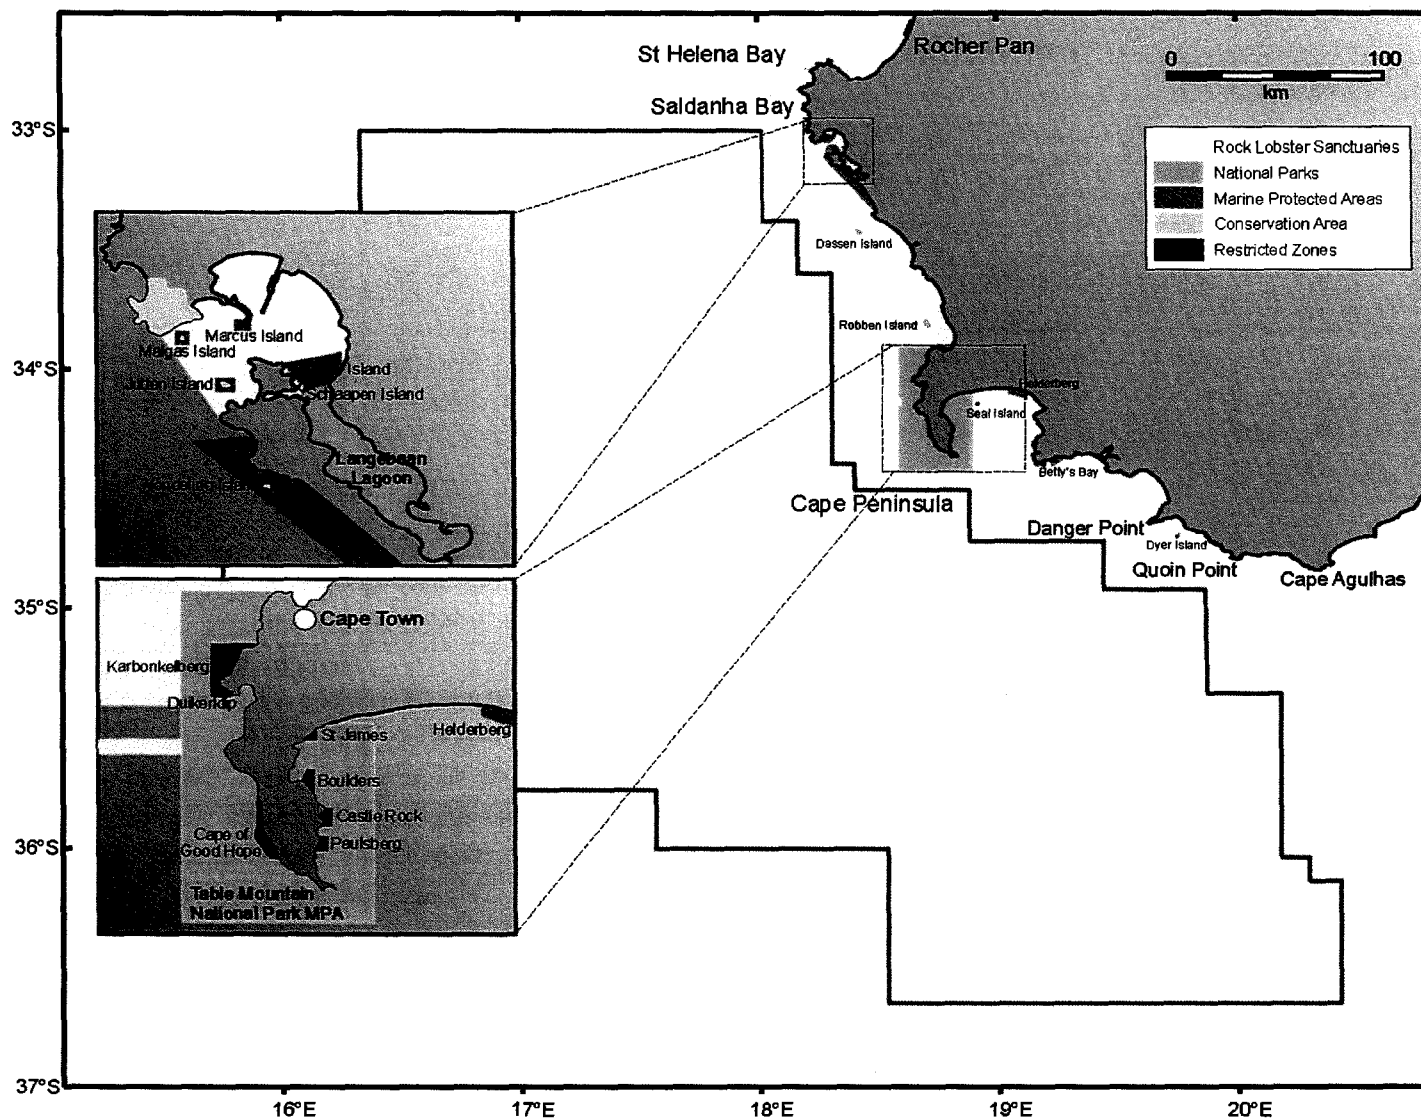 St Helena Bay
Rocher Pan
0 100
km
Saldanha Bay
33°S
Rock Lobster Sanctuaries
National Parks
Marine Protected Areas
Conservation Area
Restricted Zones
Dassen Island
Robben Island
Marcus Island
Malgas Island
34°S
Island
Jutten Island
Schaapen Island
Helderberg
Seal Island
Langebaan
Lagoon
Betty's Bay
Cape Peninsula
Danger Point
Dyer Island
Quoin Point
Cape Agulhas
35°S
Cape Town
Karbonkelberg
Duikerklip
St James
Helderberg
Boulders
Castle Rock
Cape of
Good Hope
Paulsberg
36°S
Table Mountain
National Park MPA
37°S
16°E 17°E 18°E 19°E 20°E